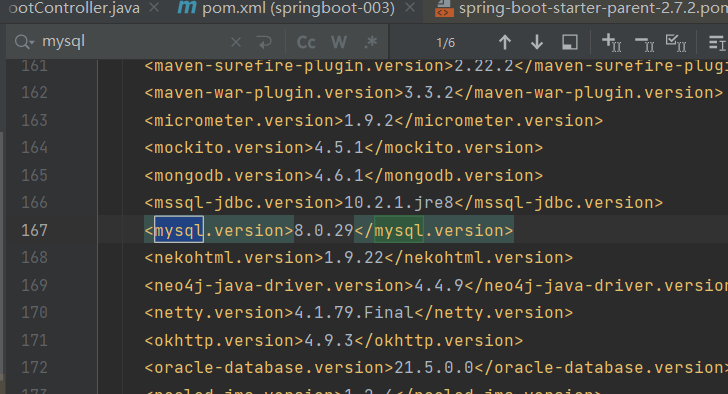 ootController.java
pom.xml (springboot-003)
spring-boot-starter-parent-2.7.2.pom
mysql
Cc W .* 1/6
161 <maven-surefire-plugin.version>2.22.2</maven-surefire-plugi
162 <maven-war-plugin.version>3.3.2</maven-war-plugin.version>
163 <micrometer.version>1.9.2</micrometer.version>
164 <mockito.version>4.5.1</mockito.version>
165 <mongodb.version>4.6.1</mongodb.version>
166 <mssql-jdbc.version>10.2.1.jre8</mssql-jdbc.version>
167 <mysql.version>8.0.29</mysql.version>
168 <nekohtml.version>1.9.22</nekohtml.version>
169 <neo4j-java-driver.version>4.4.9</neo4j-java-driver.version
170 <netty.version>4.1.79.Final</netty.version>
171 <okhttp.version>4.9.3</okhttp.version>
172 <oracle-database.version>21.5.0.0</oracle-database.version>